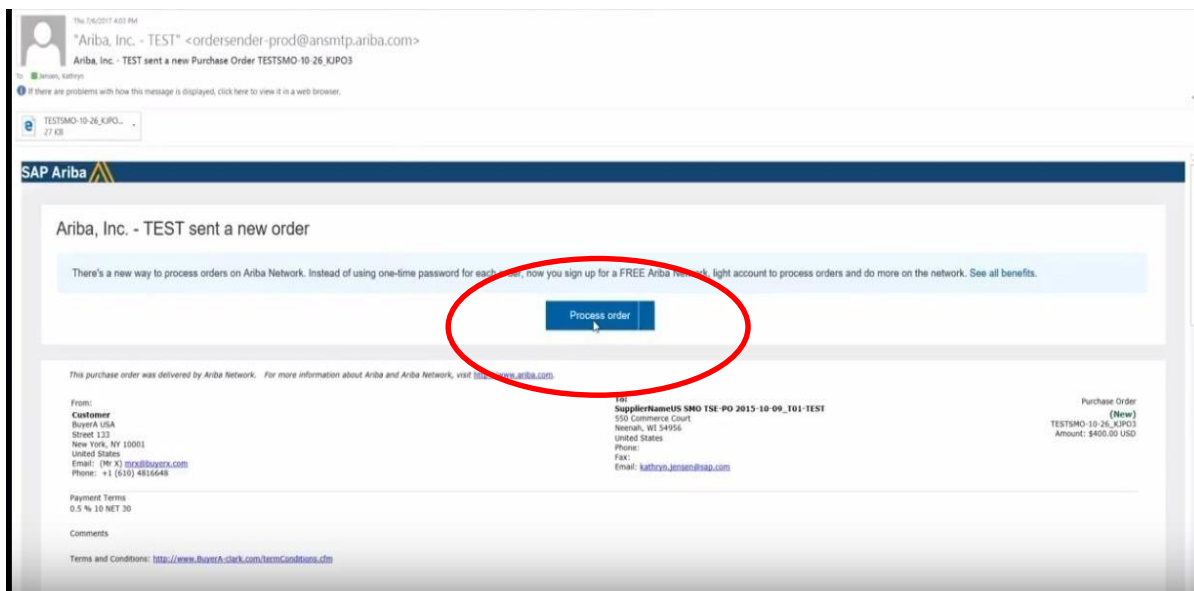 Thu 7/6/2017 4:03 PM
"Ariba, Inc. - TEST" <ordersender-prod@ansmtp.ariba.com>
Ariba, Inc. - TEST sent a new Purchase Order TESTSMO-10-26_KJPO3
To Jensen, Kathryn
If there are problems with how this message is displayed, click here to view it in a web browser.
TESTSMO-10-26_KJPO...
27 KB
SAP Ariba
Ariba, Inc. - TEST sent a new order
There's a new way to process orders on Ariba Network. Instead of using one-time password for each order, now you sign up for a FREE Ariba Network, light account to process orders and do more on the network. See all benefits.
Process order
This purchase order was delivered by Ariba Network. For more information about Ariba and Ariba Network, visit http://www.ariba.com.
From:
Customer
BuyerA USA
Street 133
New York, NY 10001
United States
Email: (Mr X) mrx@buyerx.com
Phone: +1 (610) 4816648
To:
SupplierNameUS SMO TSE-PO 2015-10-09_T01-TEST
550 Commerce Court
Neenah, WI 54956
United States
Phone:
Fax:
Email: kathryn.jensen@sap.com
Purchase Order
(New)
TESTSMO-10-26_KJPO3
Amount: $400.00 USD
Payment Terms
0.5 % 10 NET 30
Comments
Terms and Conditions: http://www.BuyerA-clark.com/termConditions.cfm